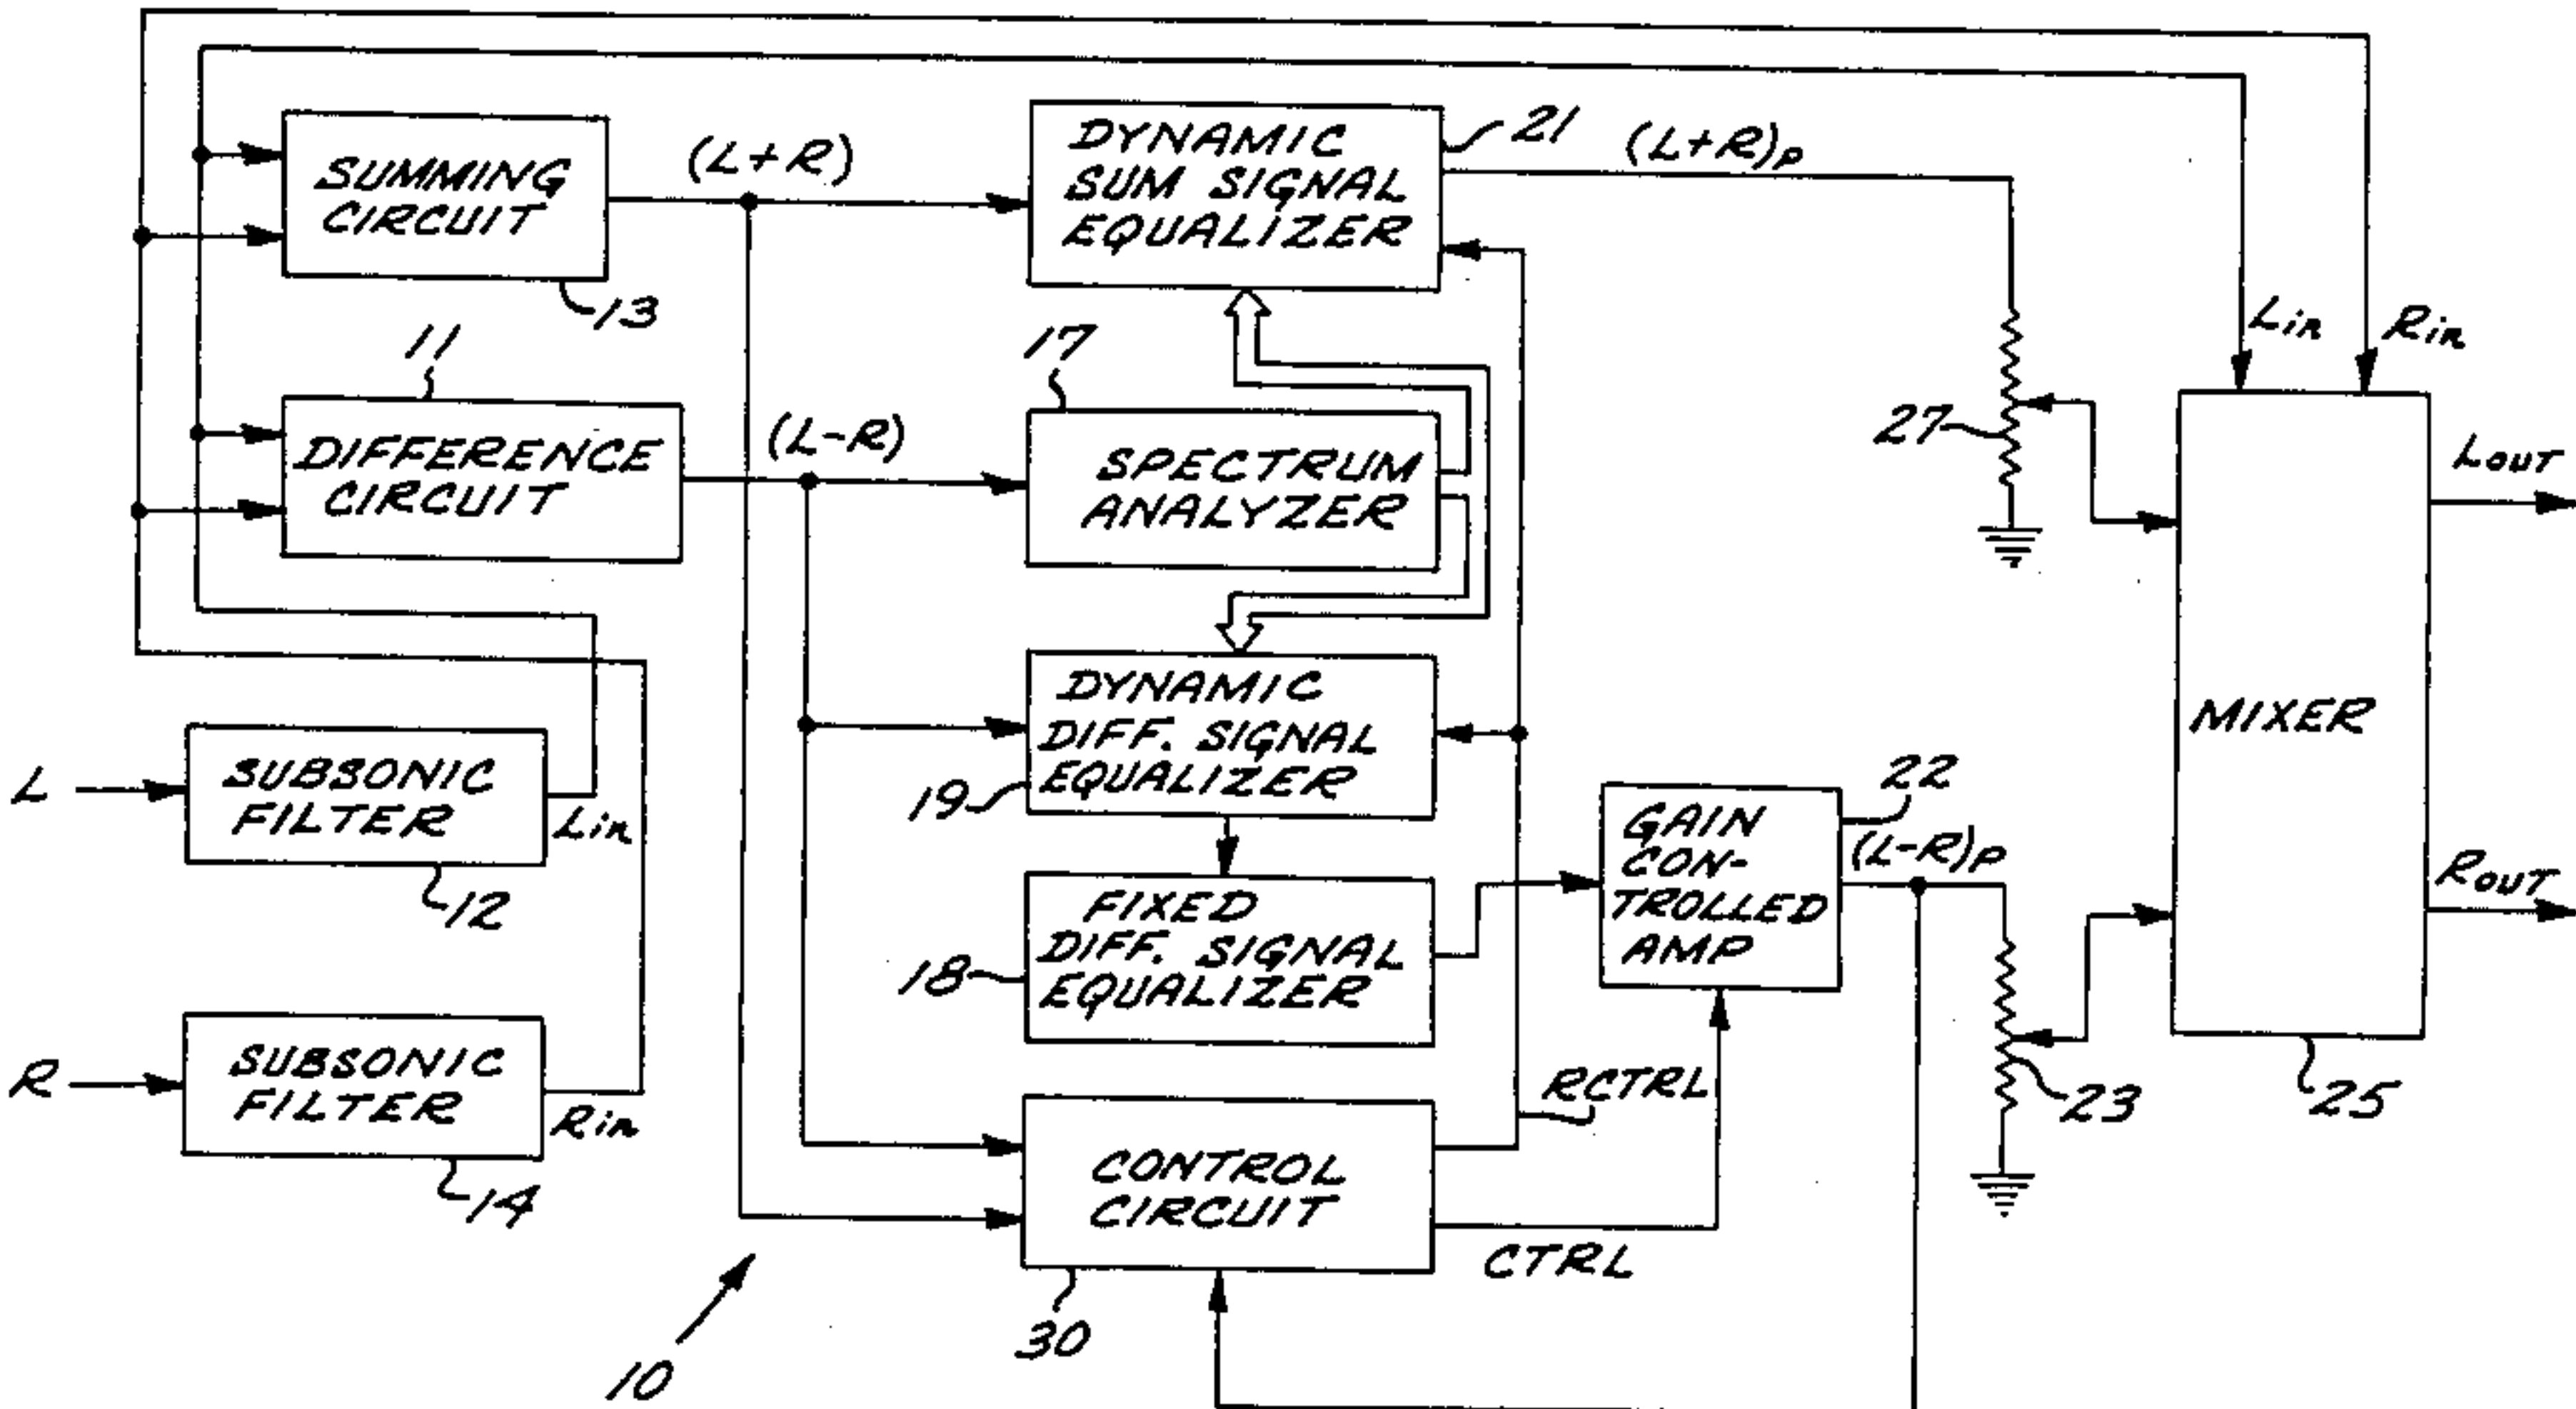 SUMMING
CIRCUIT
13
(L+R)
DYNAMIC
SUM SIGNAL
EQUALIZER
21
(L+R)P
11
DIFFERENCE
CIRCUIT
(L-R)
17
SPECTRUM
ANALYZER
27
Lin
Rin
LOUT
MIXER
ROUT
25
L
SUBSONIC
FILTER
Lin
12
DYNAMIC
DIFF. SIGNAL
EQUALIZER
19
22
GAIN
CON-
TROLLED
AMP
(L-R)P
FIXED
DIFF. SIGNAL
EQUALIZER
18
23
R
SUBSONIC
FILTER
Rin
14
RCTRL
CONTROL
CIRCUIT
CTRL
30
10